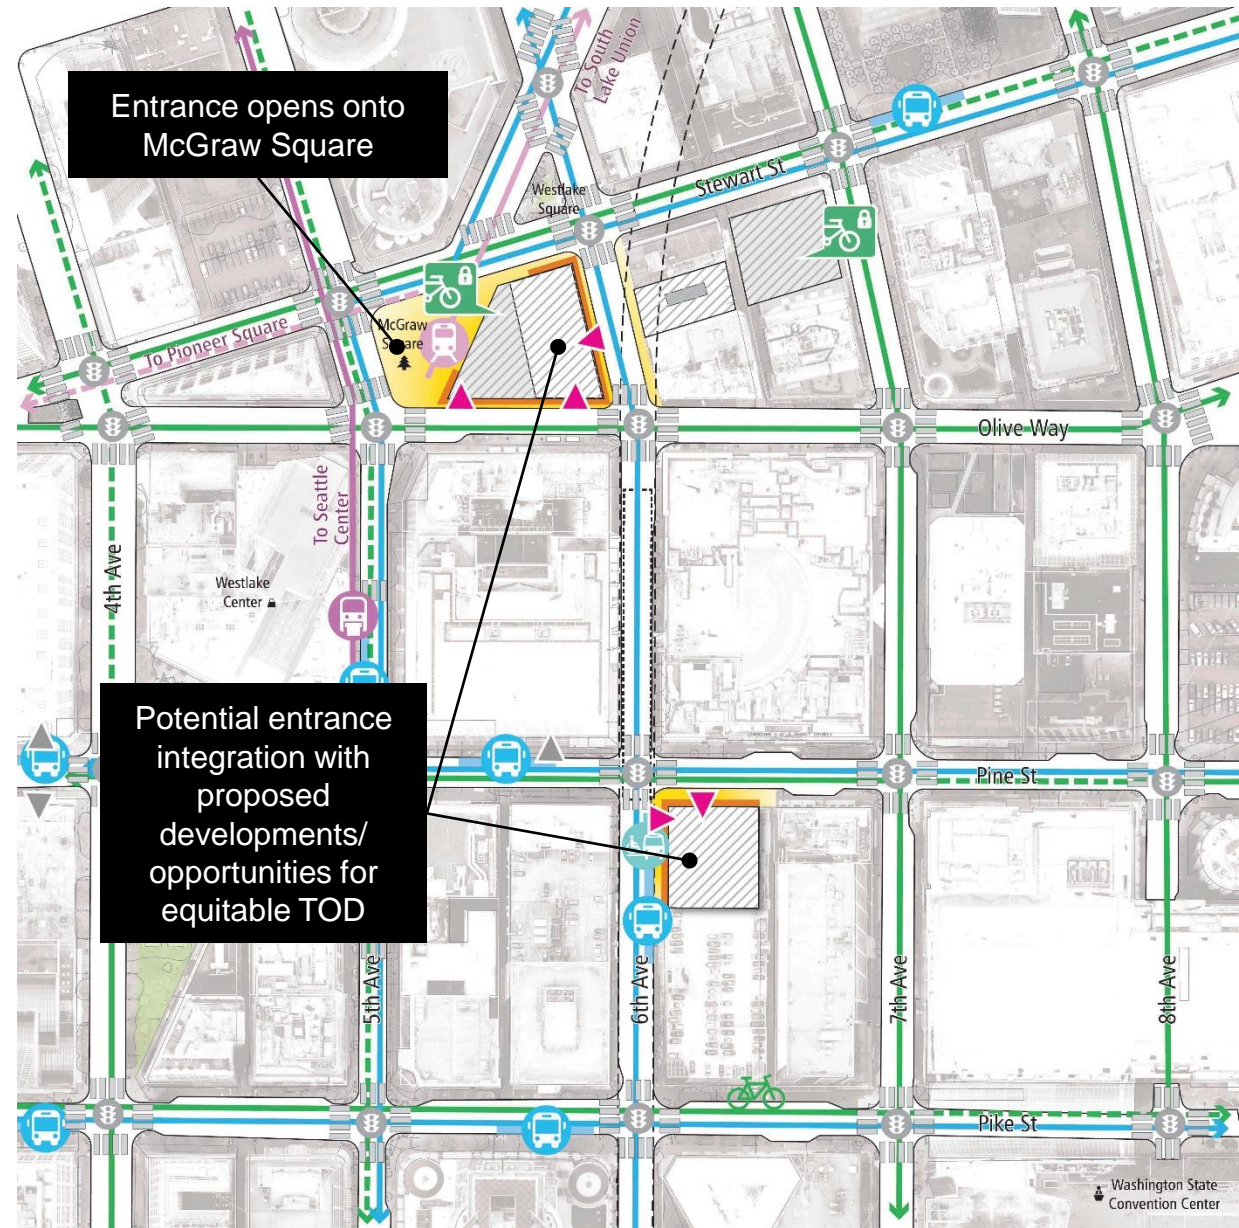 To South
Lake Union
Entrance opens onto
McGraw Square
Stewart St
Westlake
Square
To Pioneer Square
McGraw
Square
Olive Way
To Seattle
Center
4th Ave
Westlake
Center
Potential entrance
integration with
proposed
developments/
opportunities for
equitable TOD
Pine St
5th Ave
6th Ave
7th Ave
8th Ave
Pike St
Washington State
Convention Center